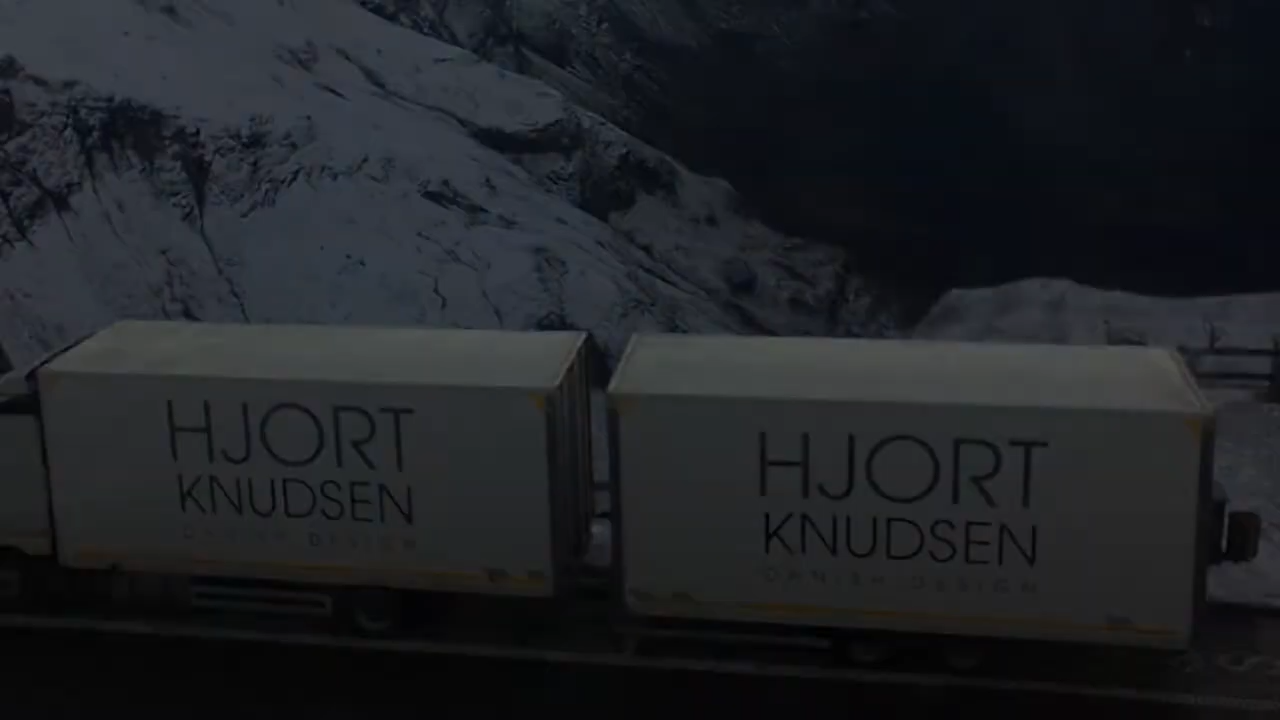 HJORT
KNUDSEN
DANISH DESIGN
HJORT
KNUDSEN
DANISH DESIGN